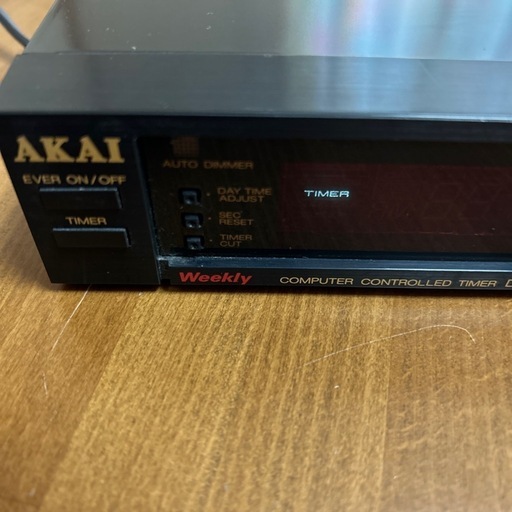 AKAI
EVER ON/OFF
TIMER
AUTO DIMMER
DAY TIME
ADJUST
SEC
RESET
TIMER
CUT
TIMER
Weekly COMPUTER CONTROLLED TIMER D